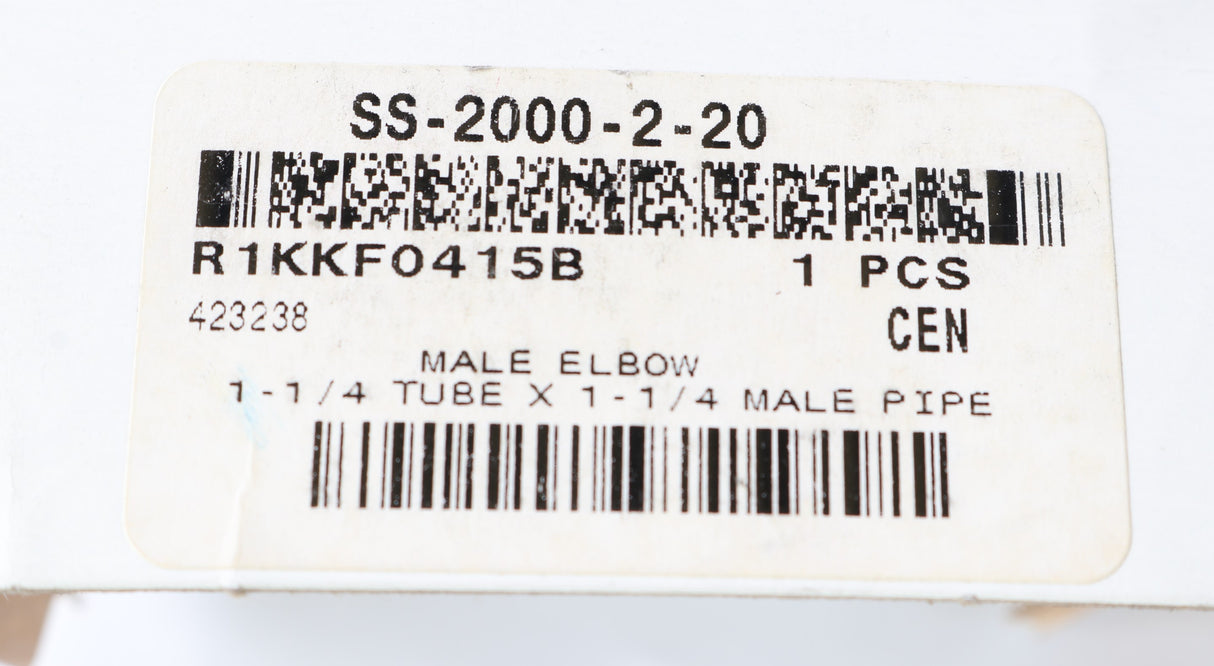 SS-2000-2-20
R1KKF0415B 1 PCS
423238 CEN
MALE ELBOW
1-1/4 TUBE X 1-1/4 MALE PIPE